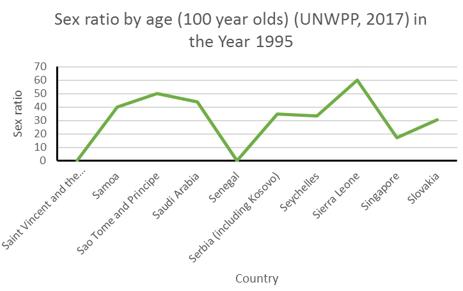 Sex ratio by age (100 year olds) (UNWPP, 2017) in
the Year 1995
70
60
50
40
30
20
10
0
Sex ratio
Saint Vincent and the...
Samoa
Sao Tome and Principe
Saudi Arabia
Senegal
Serbia (including Kosovo)
Seychelles
Sierra Leone
Singapore
Slovakia
Country